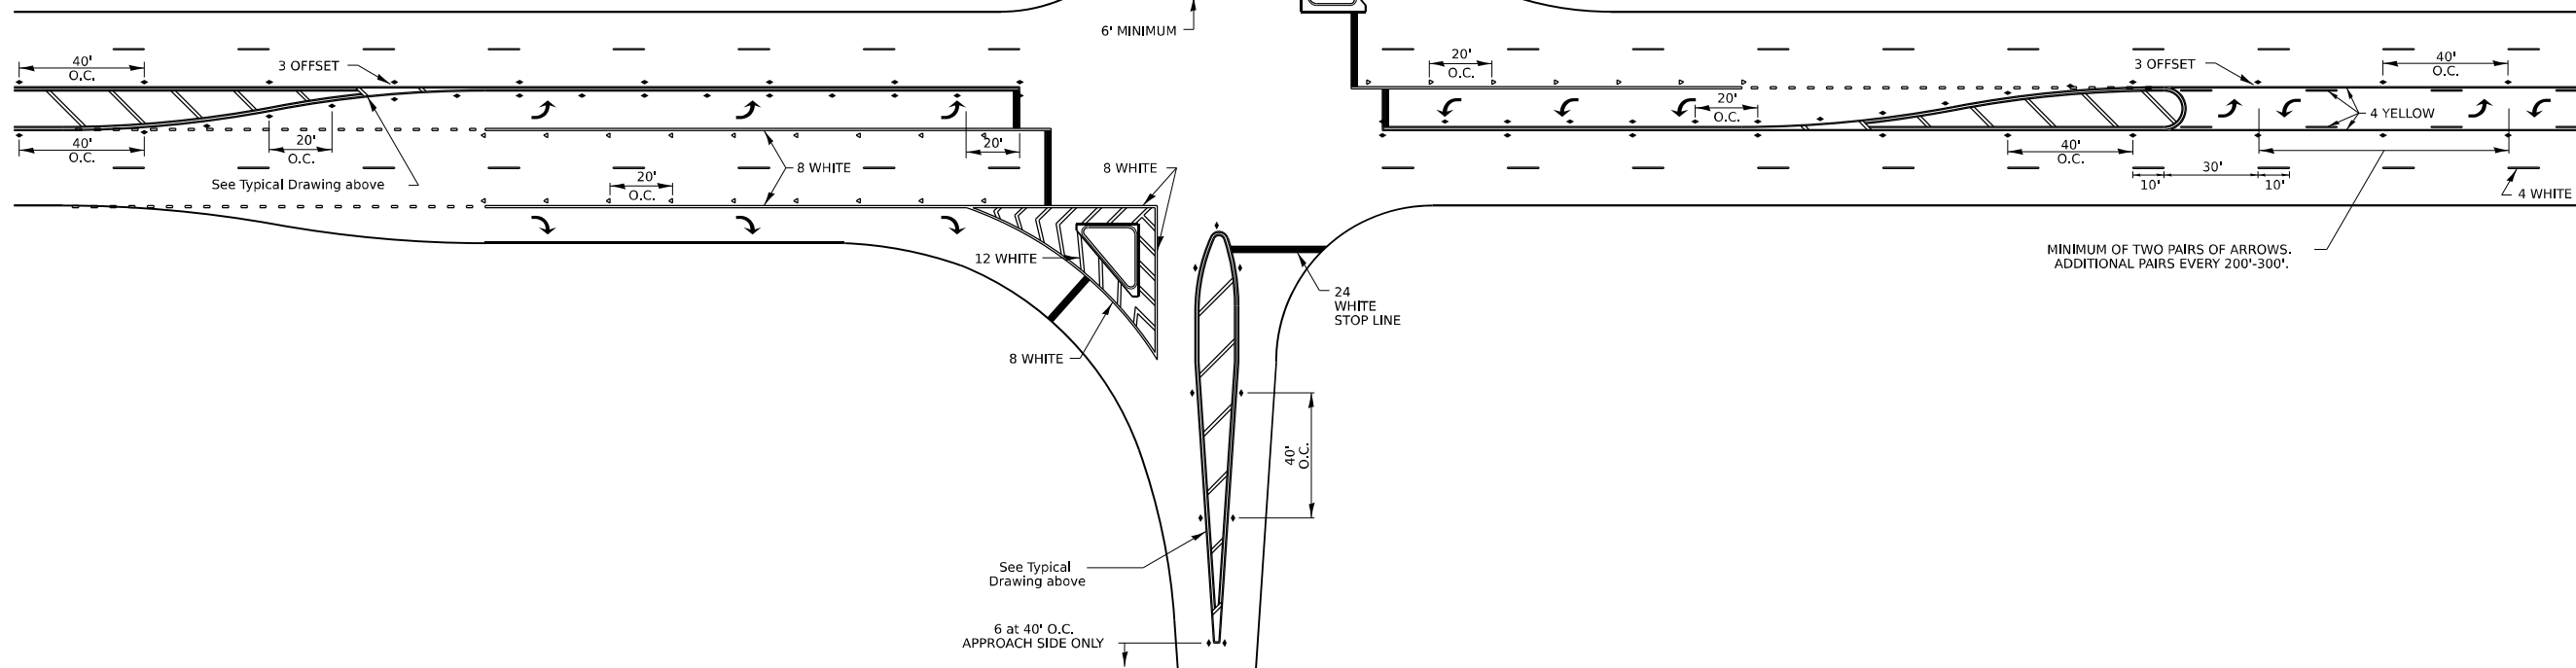 6' MINIMUM
40'
O.C.
3 OFFSET
20'
O.C.
3 OFFSET
40'
O.C.
20'
O.C.
4 YELLOW
40'
O.C.
20'
O.C.
20'
40'
O.C.
8 WHITE
8 WHITE
See Typical Drawing above
20'
O.C.
10'
30'
10'
4 WHITE
12 WHITE
MINIMUM OF TWO PAIRS OF ARROWS.
ADDITIONAL PAIRS EVERY 200'-300'.
24
WHITE
STOP LINE
8 WHITE
40'
O.C.
See Typical
Drawing above
6 at 40' O.C.
APPROACH SIDE ONLY